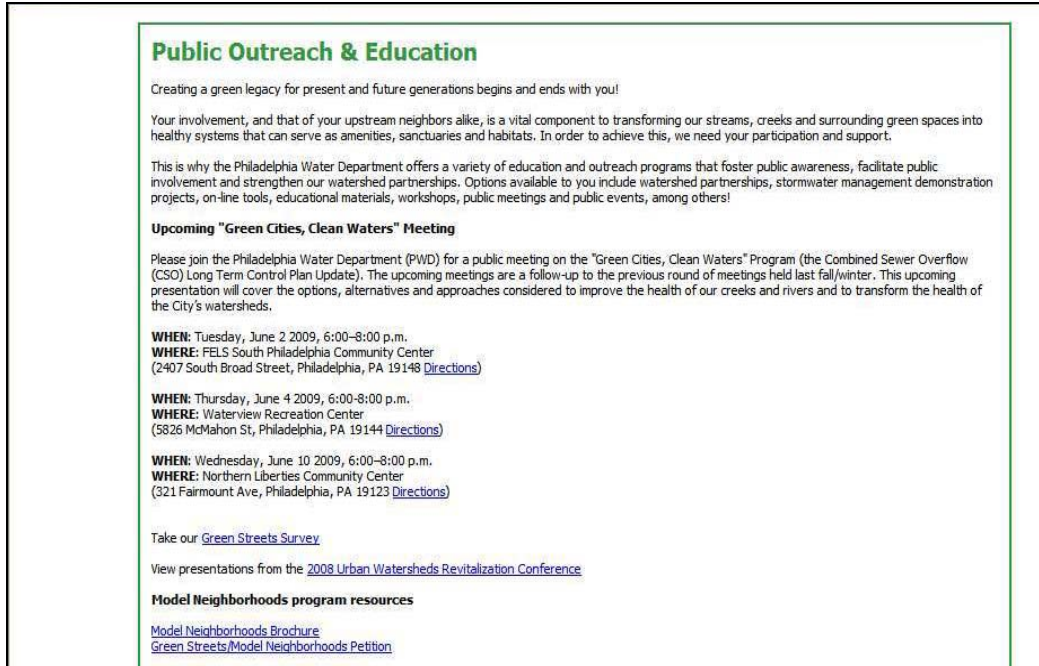 Public Outreach & Education
Creating a green legacy for present and future generations begins and ends with you!
Your involvement, and that of your upstream neighbors alike, is a vital component to transforming our streams, creeks and surrounding green spaces into
healthy systems that can serve as amenities, sanctuaries and habitats. In order to achieve this, we need your participation and support.
This is why the Philadelphia Water Department offers a variety of education and outreach programs that foster public awareness, facilitate public
involvement and strengthen our watershed partnerships. Options available to you include watershed partnerships, stormwater management demonstration
projects, on-line tools, educational materials, workshops, public meetings and public events, among others!
Upcoming "Green Cities, Clean Waters" Meeting
Please join the Philadelphia Water Department (PWD) for a public meeting on the "Green Cities, Clean Waters" Program (the Combined Sewer Overflow
(CSO) Long Term Control Plan Update). The upcoming meetings are a follow-up to the previous round of meetings held last fall/winter. This upcoming
presentation will cover the options, alternatives and approaches considered to improve the health of our creeks and rivers and to transform the health of
the City's watersheds.
WHEN: Tuesday, June 2 2009, 6:00–8:00 p.m.
WHERE: FELS South Philadelphia Community Center
(2407 South Broad Street, Philadelphia, PA 19148 Directions)
WHEN: Thursday, June 4 2009, 6:00-8:00 p.m.
WHERE: Waterview Recreation Center
(5826 McMahon St, Philadelphia, PA 19144 Directions)
WHEN: Wednesday, June 10 2009, 6:00–8:00 p.m.
WHERE: Northern Liberties Community Center
(321 Fairmount Ave, Philadelphia, PA 19123 Directions)
Take our Green Streets Survey
View presentations from the 2008 Urban Watersheds Revitalization Conference
Model Neighborhoods program resources
Model Neighborhoods Brochure
Green Streets/Model Neighborhoods Petition